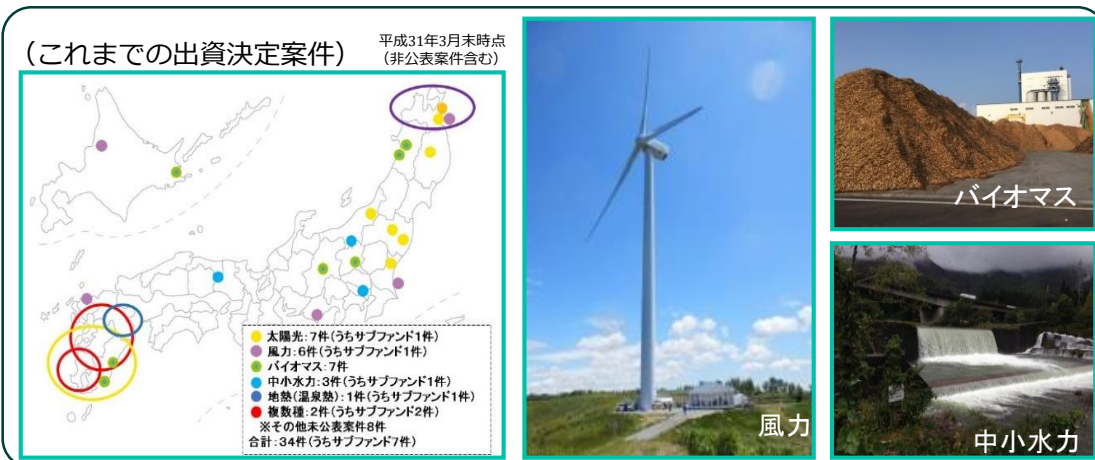 （これまでの出資決定案件）
平成31年3月末時点
（非公表案件含む）
太陽光：7件（うちサブファンド1件）
風力：6件（うちサブファンド1件）
バイオマス：7件
中小水力：3件（うちサブファンド1件）
地熱（温泉熱）：1件（うちサブファンド1件）
複数種：2件（うちサブファンド2件）
※その他未公表案件8件
合計：34件（うちサブファンド7件）
風力
バイオマス
中小水力